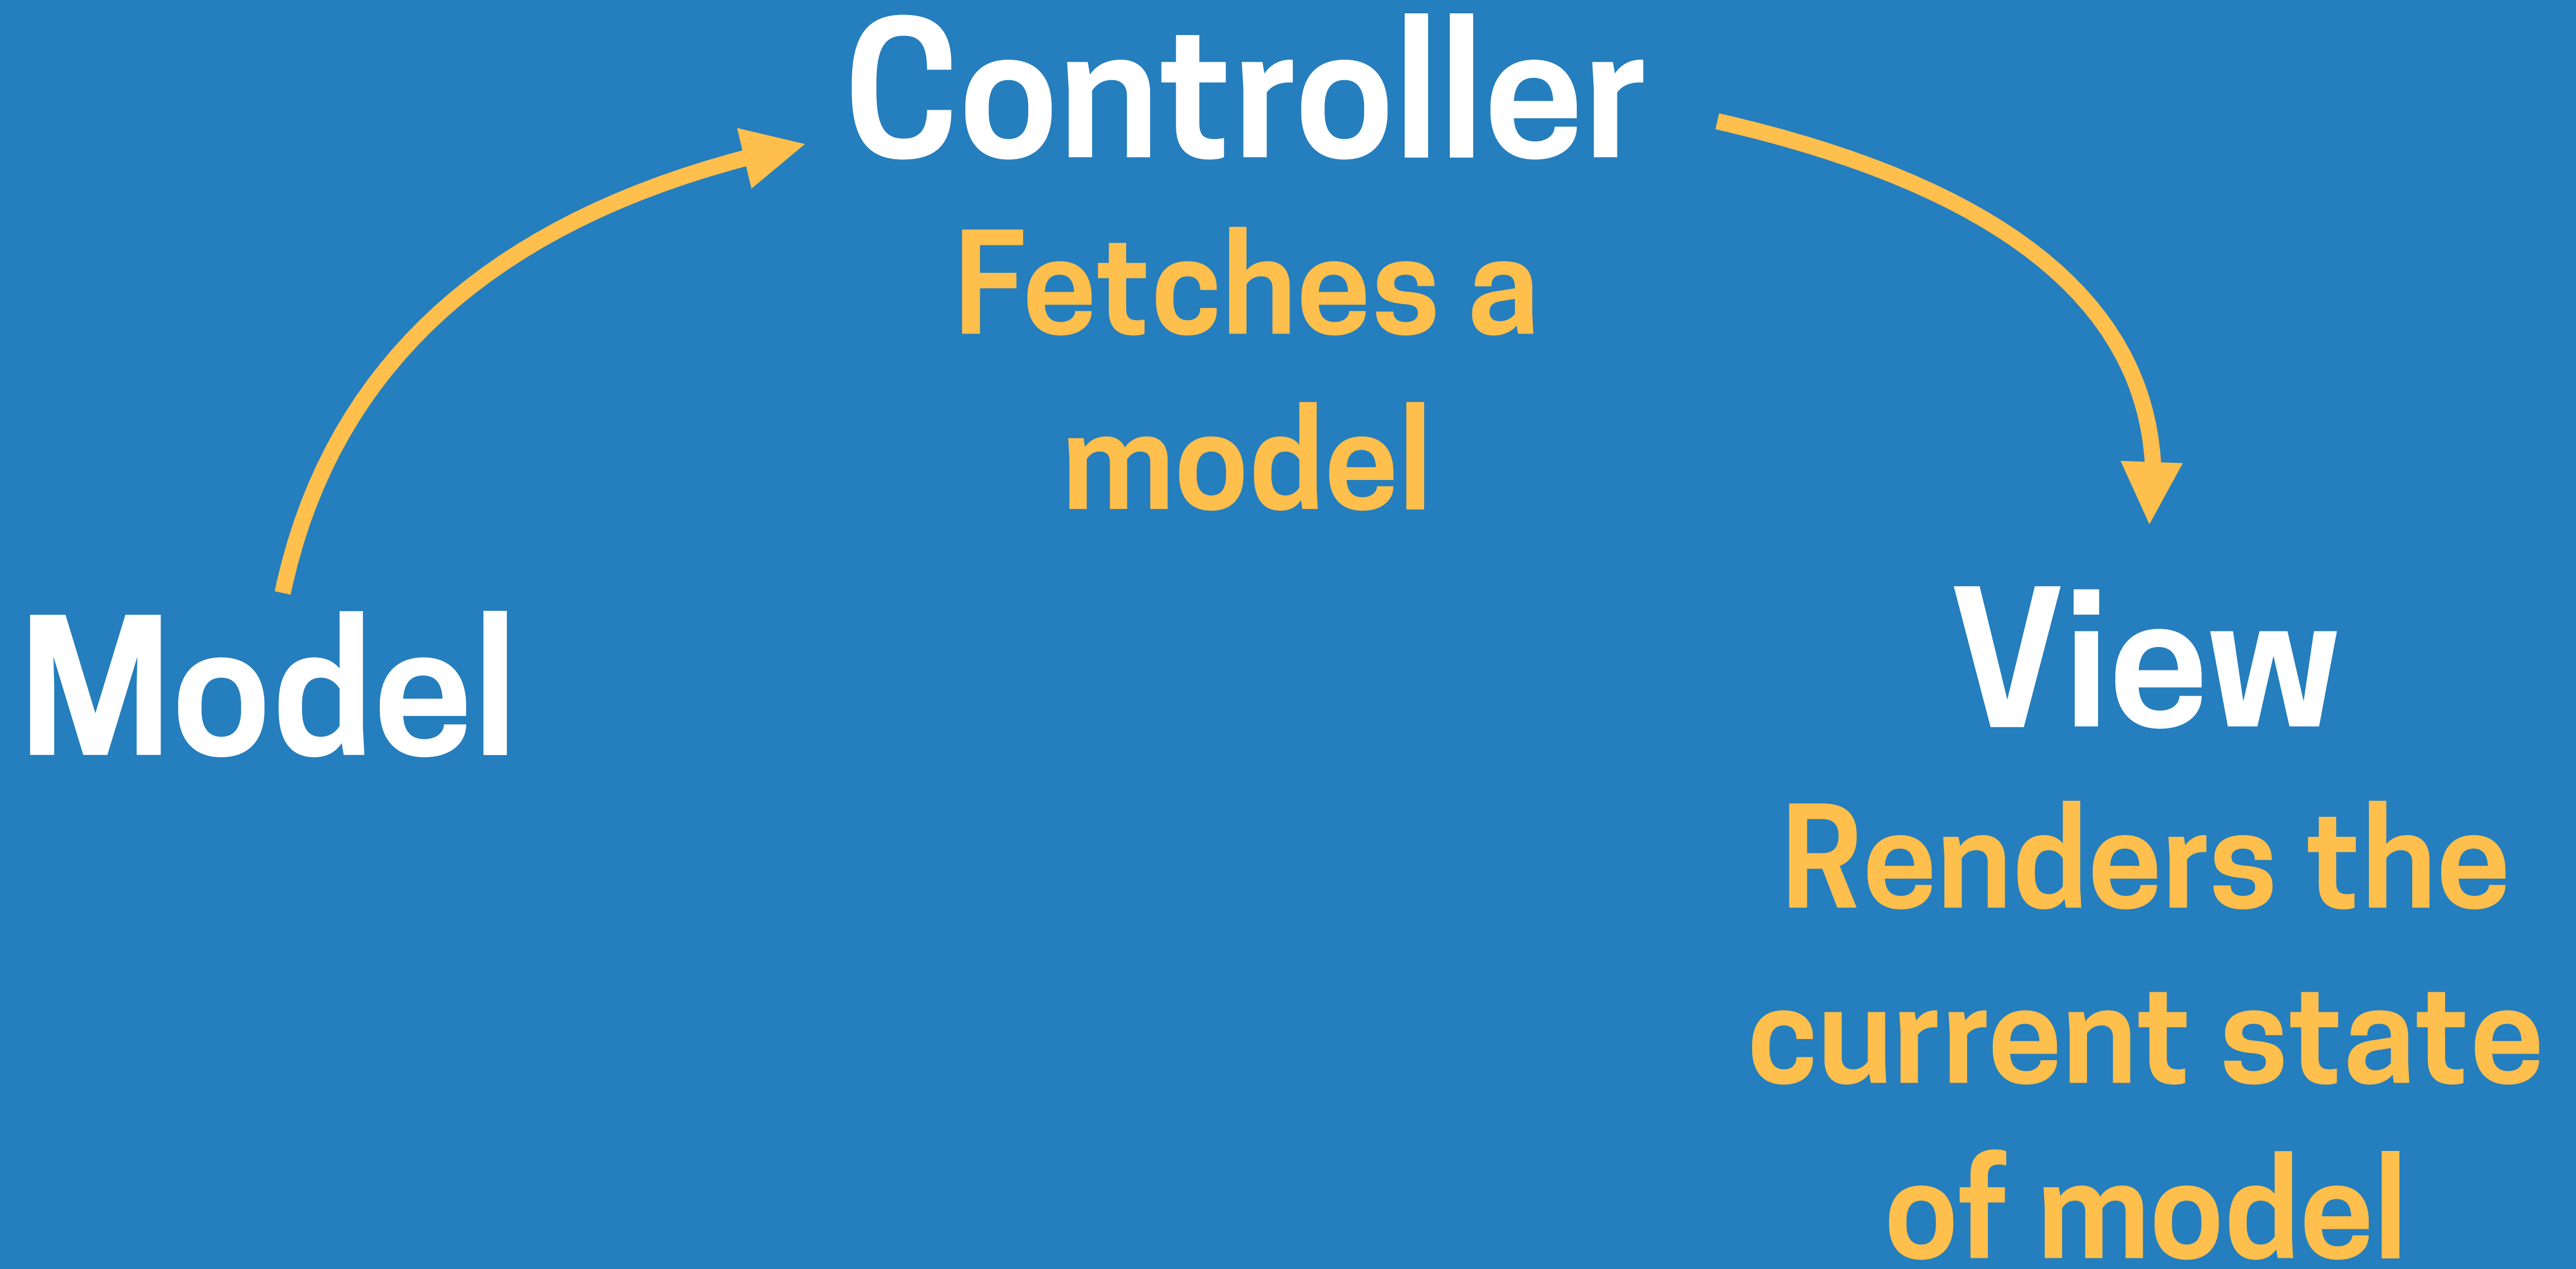 Controller
Fetches a
model
Model
View
Renders the
current state
of model